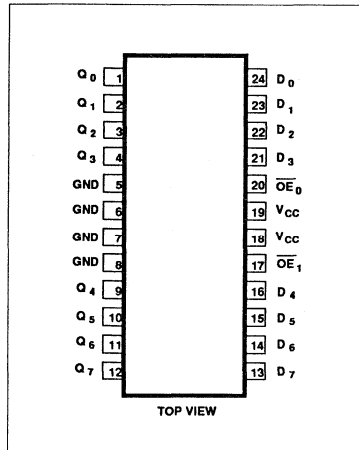 Q0 1 24 D0
Q1 2 23 D1
Q2 3 22 D2
Q3 4 21 D3
GND 5 20 O̅E̅0
GND 6 19 VCC
GND 7 18 VCC
GND 8 17 O̅E̅1
Q4 9 16 D4
Q5 10 15 D5
Q6 11 14 D6
Q7 12 13 D7
TOP VIEW